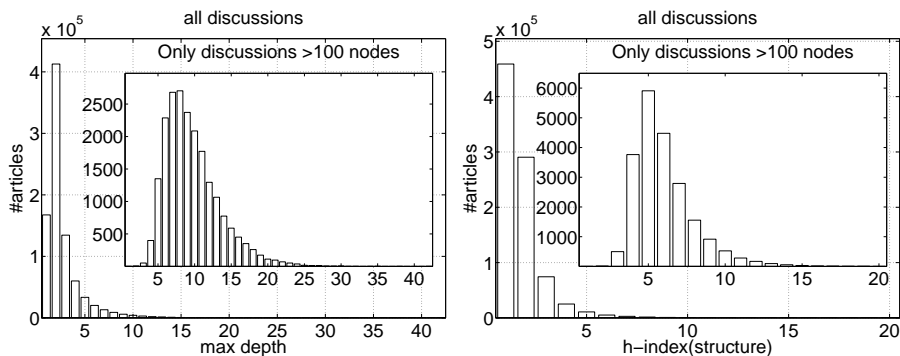 all discussions
x 10^5
Only discussions >100 nodes
#articles
4
3
2
1
0
2500
2000
1500
1000
500
5 10 15 20 25 30 35 40
5 10 15 20 25 30 35 40
max depth
all discussions
x 10^5
Only discussions >100 nodes
#articles
5
4
3
2
1
0
6000
5000
4000
3000
2000
1000
5 10 15 20
5 10 15 20
h−index(structure)